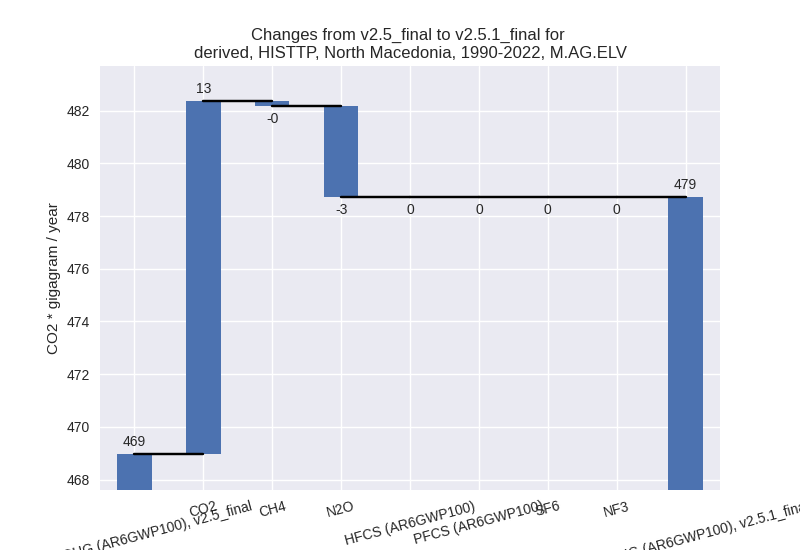 Changes from v2.5_final to v2.5.1_final for
derived, HISTTP, North Macedonia, 1990-2022, M.AG.ELV
CO2 * gigagram / year
482
480
478
476
474
472
470
468
469
13
-0
-3
0
0
0
0
479
(AR6GWP100), v2.5_final
CO2
CH4
N2O
HFCS (AR6GWP100)
PFCS (AR6GWP100)
SF6
NF3
(AR6GWP100), v2.5.1